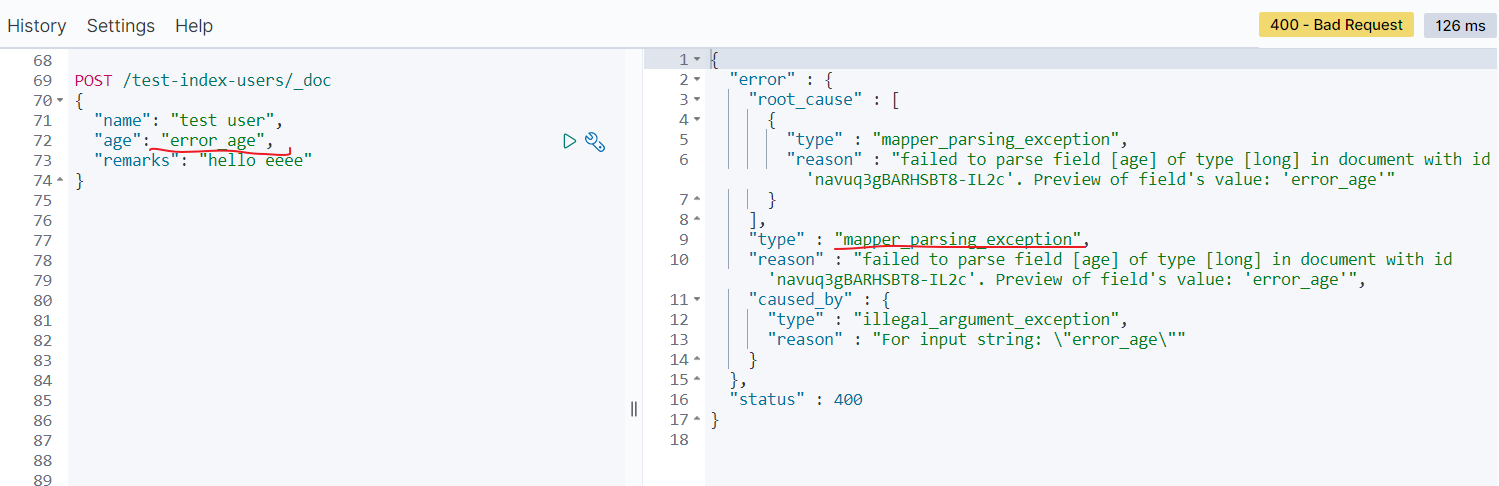 History Settings Help
400 - Bad Request 126 ms
68
69 POST /test-index-users/_doc
70 {
71 "name": "test user",
72 "age": "error_age",
73 "remarks": "hello eeee"
74 }
75
76
77
78
79
80
81
82
83
84
85
86
87
88
89
1 {
2 "error" : {
3 "root_cause" : [
4 {
5 "type" : "mapper_parsing_exception",
6 "reason" : "failed to parse field [age] of type [long] in document with id
'navuq3gBARHSBT8-IL2c'. Preview of field's value: 'error_age'"
7 }
8 ],
9 "type" : "mapper_parsing_exception",
10 "reason" : "failed to parse field [age] of type [long] in document with id
'navuq3gBARHSBT8-IL2c'. Preview of field's value: 'error_age'",
11 "caused_by" : {
12 "type" : "illegal_argument_exception",
13 "reason" : "For input string: \"error_age\""
14 }
15 },
16 "status" : 400
17 }
18